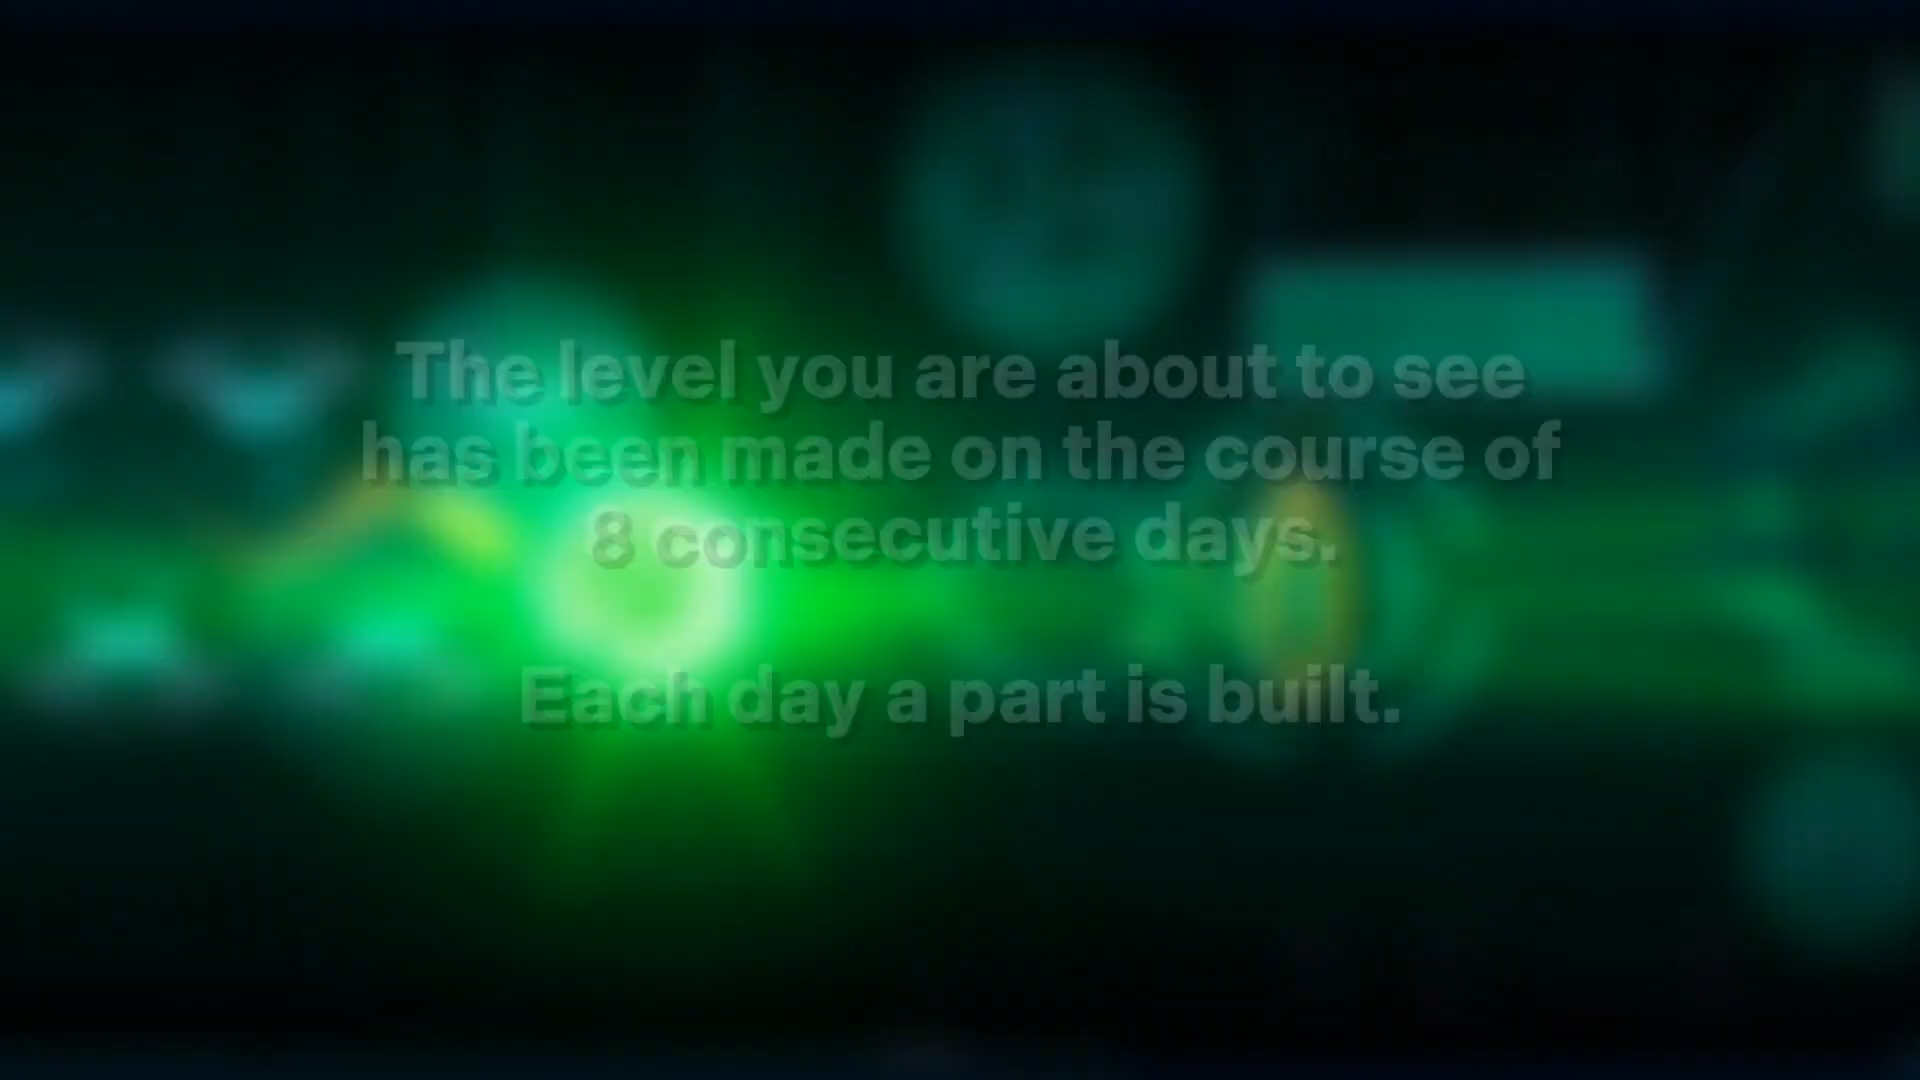 The level you are about to see
has been made on the course of
8 consecutive days.
Each day a part is built.